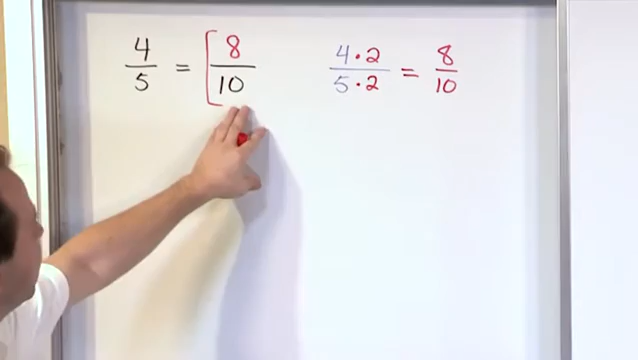 4/5 = [8/10
4·2/5·2 = 8/10